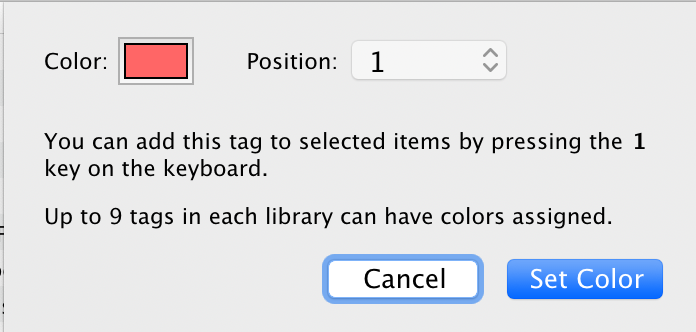 Color: Position: 1
You can add this tag to selected items by pressing the 1
key on the keyboard.
Up to 9 tags in each library can have colors assigned.
Cancel Set Color